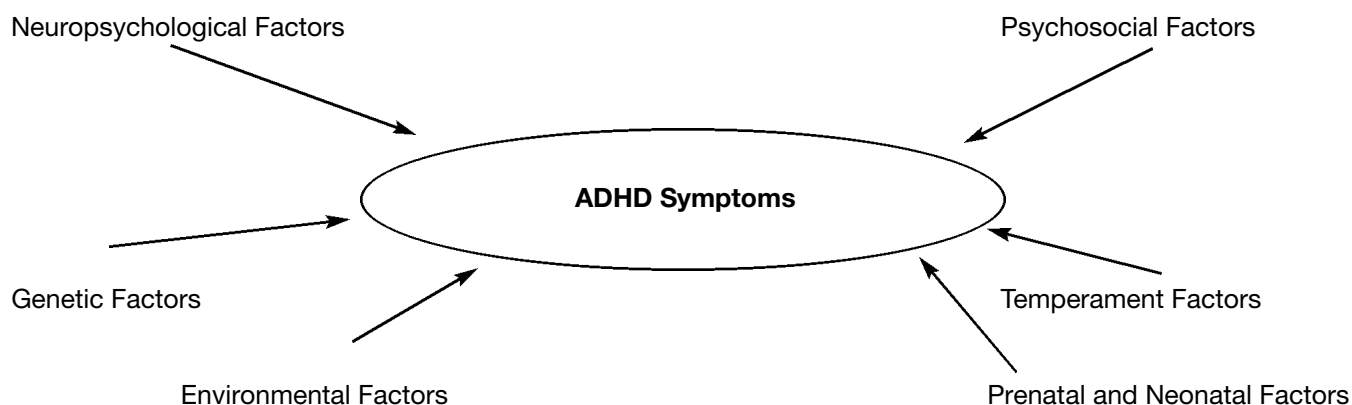 Neuropsychological Factors
Psychosocial Factors
ADHD Symptoms
Genetic Factors
Temperament Factors
Environmental Factors
Prenatal and Neonatal Factors